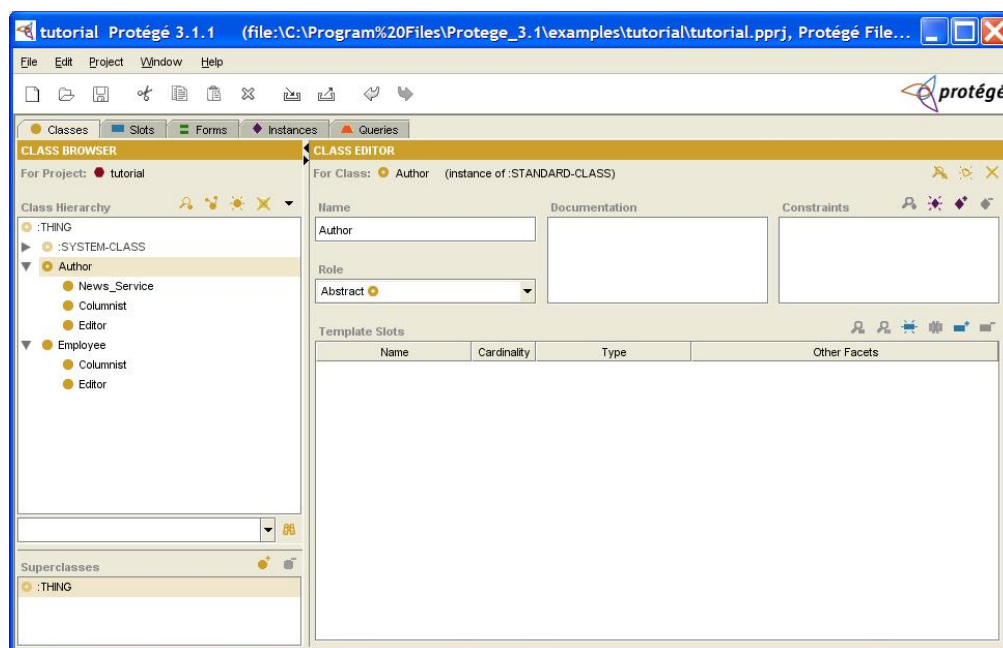 tutorial Protégé 3.1.1 (file:\C:\Program%20Files\Protege_3.1\examples\tutorial\tutorial.pprj, Protégé File...
File Edit Project Window Help
protégé
Classes Slots Forms Instances Queries
CLASS BROWSER
For Project: tutorial
Class Hierarchy
:THING
:SYSTEM-CLASS
Author
News_Service
Columnist
Editor
Employee
Columnist
Editor
Superclasses
:THING
CLASS EDITOR
For Class: Author (instance of :STANDARD-CLASS)
Name Documentation Constraints
Author
Role
Abstract
Template Slots
Name Cardinality Type Other Facets